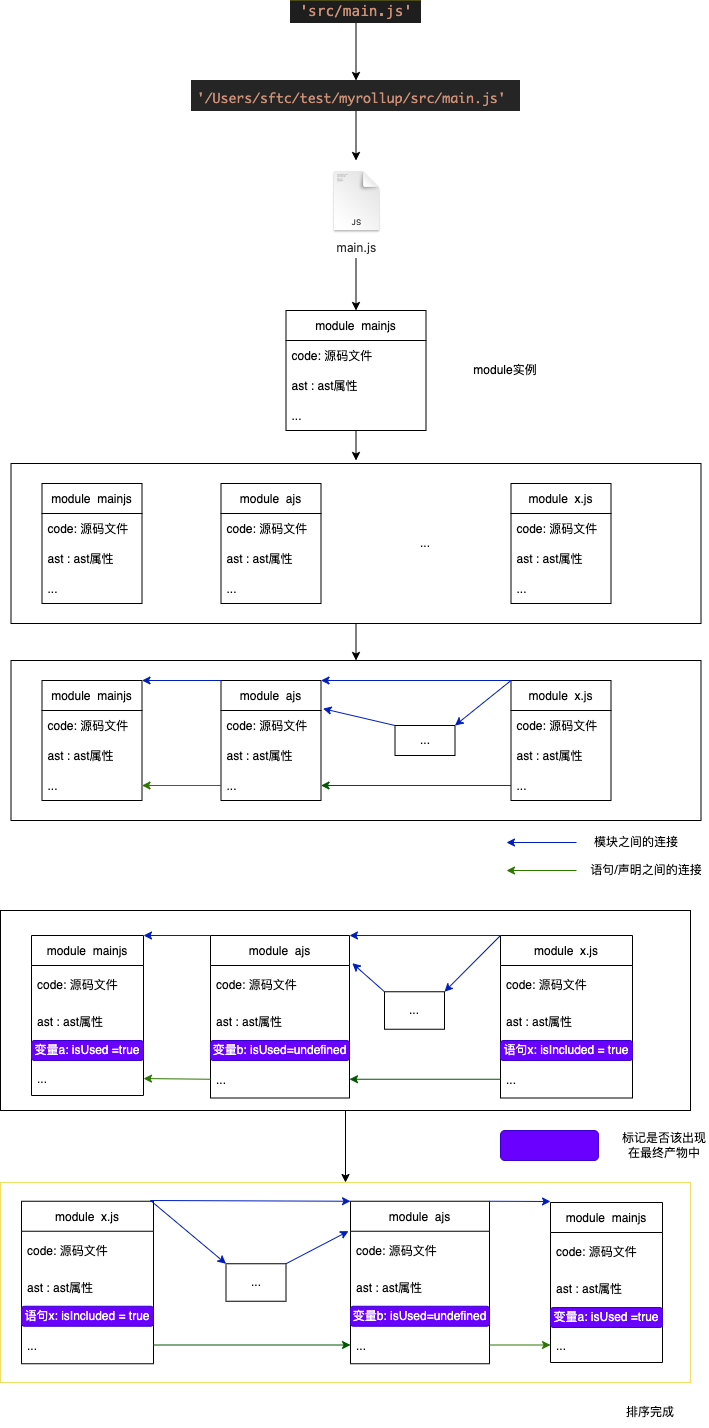 'src/main.js'
'/Users/sftc/test/myrollup/src/main.js'
JS
main.js
module mainjs
code: 源码文件
ast : ast属性
...
module实例
module mainjs
code: 源码文件
ast : ast属性
...
module ajs
code: 源码文件
ast : ast属性
...
...
module x.js
code: 源码文件
ast : ast属性
...
module mainjs
code: 源码文件
ast : ast属性
...
module ajs
code: 源码文件
ast : ast属性
...
...
module x.js
code: 源码文件
ast : ast属性
...
模块之间的连接
语句/声明之间的连接
module mainjs
code: 源码文件
ast : ast属性
变量a: isUsed =true
...
module ajs
code: 源码文件
ast : ast属性
变量b: isUsed=undefined
...
...
module x.js
code: 源码文件
ast : ast属性
语句x: isIncluded = true
...
标记是否该出现
在最终产物中
module x.js
code: 源码文件
ast : ast属性
语句x: isIncluded = true
...
...
module ajs
code: 源码文件
ast : ast属性
变量b: isUsed=undefined
...
module mainjs
code: 源码文件
ast : ast属性
变量a: isUsed =true
...
排序完成